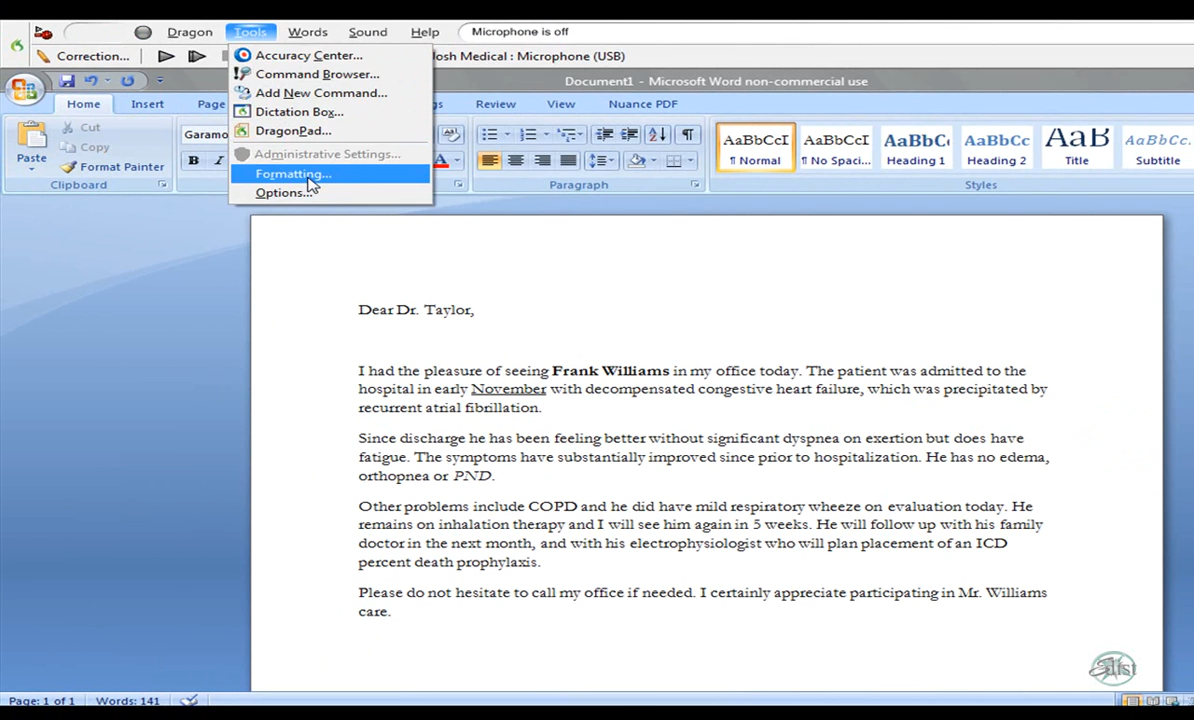 Dragon Tools Words Sound Help Microphone is off
Correction... Josh Medical : Microphone (USB)
Accuracy Center...
Command Browser...
Add New Command...
Dictation Box...
DragonPad...
Administrative Settings...
Formatting...
Options...
Document1 - Microsoft Word non-commercial use
Home Insert Page gs Review View Nuance PDF
Paste
Cut
Copy
Format Painter
Clipboard
Garamo
B I
A
Paragraph
AaBbCcI
¶ Normal
AaBbCcI
¶ No Spaci...
AaBbCc
Heading 1
AaBbCc
Heading 2
AaB
Title
AaBbCcI
Subtitle
Styles
Dear Dr. Taylor,
I had the pleasure of seeing Frank Williams in my office today. The patient was admitted to the
hospital in early November with decompensated congestive heart failure, which was precipitated by
recurrent atrial fibrillation.
Since discharge he has been feeling better without significant dyspnea on exertion but does have
fatigue. The symptoms have substantially improved since prior to hospitalization. He has no edema,
orthopnea or PND.
Other problems include COPD and he did have mild respiratory wheeze on evaluation today. He
remains on inhalation therapy and I will see him again in 5 weeks. He will follow up with his family
doctor in the next month, and with his electrophysiologist who will plan placement of an ICD
percent death prophylaxis.
Please do not hesitate to call my office if needed. I certainly appreciate participating in Mr. Williams
care.
Page: 1 of 1 Words: 141